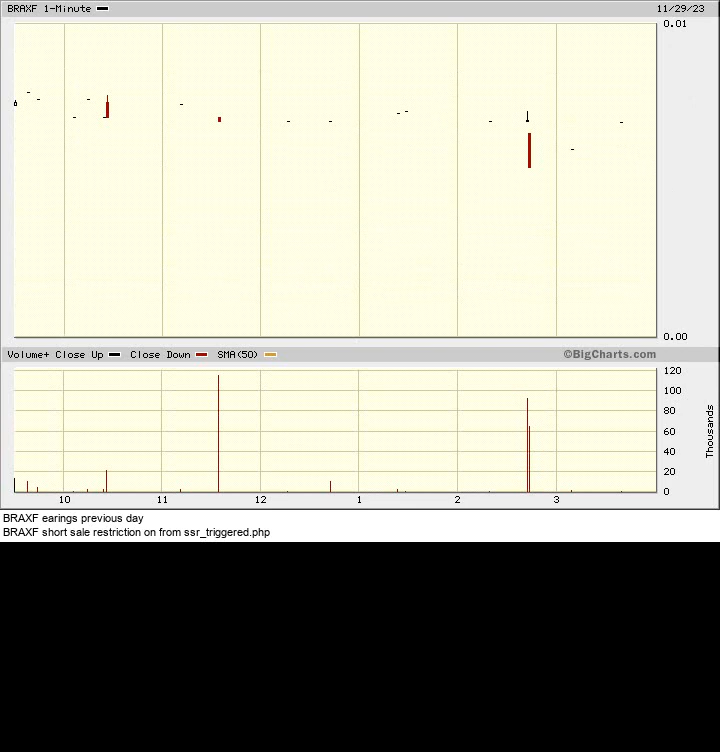 BRAXF 1-Minute 11/29/23
0.01
0.00
Volume+ Close Up Close Down SMA(50) ©BigCharts.com
120
100
80
60
40
20
0
Thousands
10 11 12 1 2 3
BRAXF earings previous day
BRAXF short sale restriction on from ssr_triggered.php